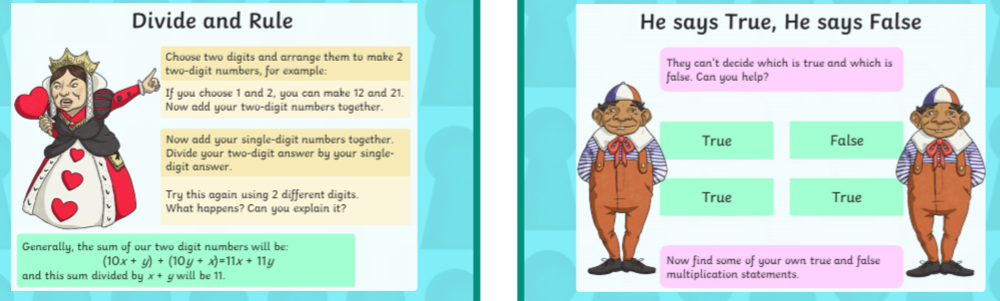 Divide and Rule
Choose two digits and arrange them to make 2
two-digit numbers, for example:
If you choose 1 and 2, you can make 12 and 21.
Now add your two-digit numbers together.
Now add your single-digit numbers together.
Divide your two-digit answer by your single-
digit answer.
Try this again using 2 different digits.
What happens? Can you explain it?
Generally, the sum of our two digit numbers will be:
(10x + y) + (10y + x)=11x + 11y
and this sum divided by x + y will be 11.
He says True, He says False
They can't decide which is true and which is
false. Can you help?
True
False
True
True
Now find some of your own true and false
multiplication statements.